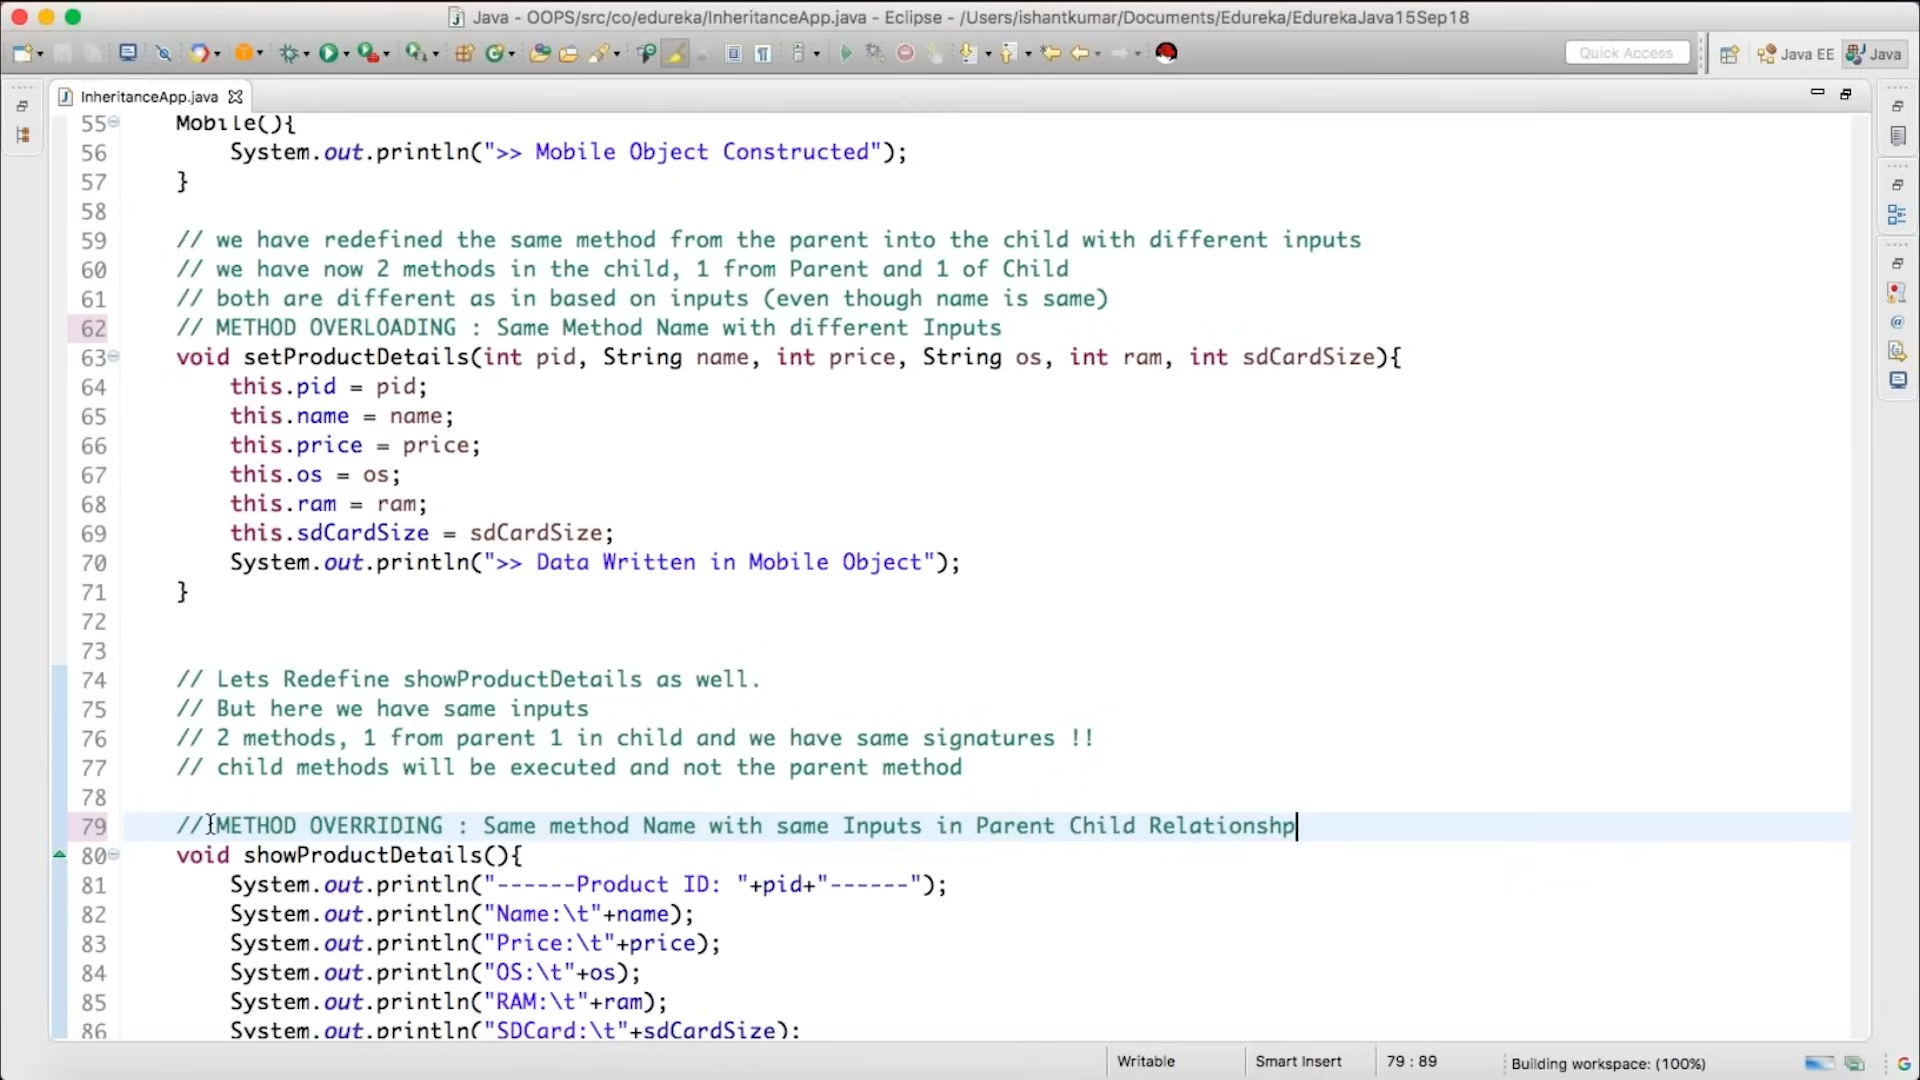 Java - OOPS/src/co/edureka/InheritanceApp.java - Eclipse - /Users/ishantkumar/Documents/Edureka/EdurekaJava15Sep18
Quick Access
Java EE
Java
InheritanceApp.java
55 Mobile(){
56 System.out.println(">> Mobile Object Constructed");
57 }
58
59 // we have redefined the same method from the parent into the child with different inputs
60 // we have now 2 methods in the child, 1 from Parent and 1 of Child
61 // both are different as in based on inputs (even though name is same)
62 // METHOD OVERLOADING : Same Method Name with different Inputs
63 void setProductDetails(int pid, String name, int price, String os, int ram, int sdCardSize){
64 this.pid = pid;
65 this.name = name;
66 this.price = price;
67 this.os = os;
68 this.ram = ram;
69 this.sdCardSize = sdCardSize;
70 System.out.println(">> Data Written in Mobile Object");
71 }
72
73
74 // Lets Redefine showProductDetails as well.
75 // But here we have same inputs
76 // 2 methods, 1 from parent 1 in child and we have same signatures !!
77 // child methods will be executed and not the parent method
78
79 // METHOD OVERRIDING : Same method Name with same Inputs in Parent Child Relationshp
80 void showProductDetails(){
81 System.out.println("------Product ID: "+pid+"------");
82 System.out.println("Name:\t"+name);
83 System.out.println("Price:\t"+price);
84 System.out.println("OS:\t"+os);
85 System.out.println("RAM:\t"+ram);
86 System.out.println("SDCard:\t"+sdCardSize);
Writable
Smart Insert
79 : 89
Building workspace: (100%)